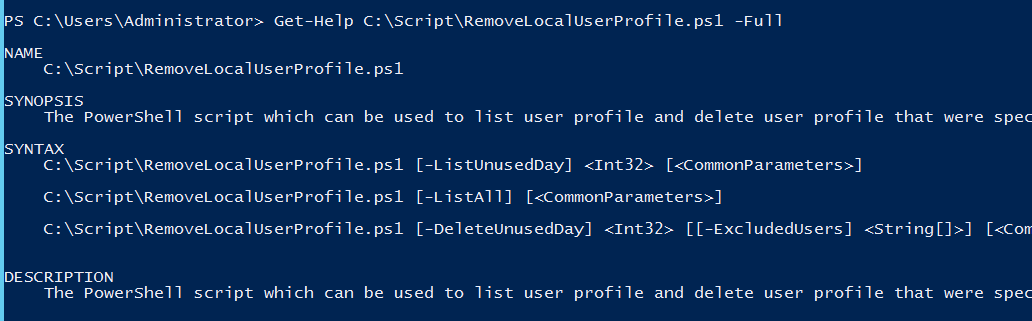 PS C:\Users\Administrator> Get-Help C:\Script\RemoveLocalUserProfile.ps1 -Full
NAME
C:\Script\RemoveLocalUserProfile.ps1
SYNOPSIS
The PowerShell script which can be used to list user profile and delete user profile that were spec
SYNTAX
C:\Script\RemoveLocalUserProfile.ps1 [-ListUnusedDay] <Int32> [<CommonParameters>]
C:\Script\RemoveLocalUserProfile.ps1 [-ListAll] [<CommonParameters>]
C:\Script\RemoveLocalUserProfile.ps1 [-DeleteUnusedDay] <Int32> [[-ExcludedUsers] <String[]>] [<Com
DESCRIPTION
The PowerShell script which can be used to list user profile and delete user profile that were spec